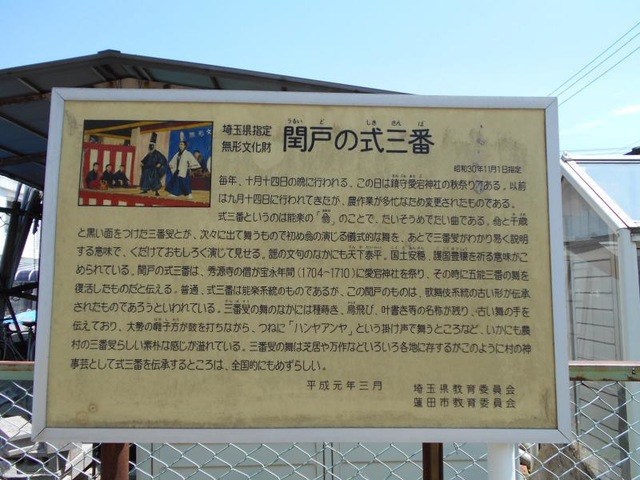 埼玉県指定
無形文化財
うるい ど しき さん ば
閏戸の式三番
昭和30年11月1日指定
毎年、十月十四日の晩に行われる。この日は鎮守愛宕神社の秋祭りである。以前
は九月十四日に行われてきたが、農作業が多忙なため変更されたものである。
式三番というのは能楽の「翁」のことで、たいそうめでたい曲である。翁と千歳
と黒い面をつけた三番叟とが、次々に出て舞うもので初め翁の演じる儀式的な舞を、あとで三番叟がわかり易く説明
する意味で、くだけておもしろく演じて見せる。謡の文句のなかにも天下泰平、国土安穏、護国豊穣を祈る意味がこ
められている。閏戸の式三番は、秀源寺の僧が宝永年間(1704〜1710)に愛宕神社を祭り、その時に五能三番の舞を
復活したものだと伝える。普通、式三番は能楽系統のものであるか、この閏戸のものは、歌舞伎系統の古い形が伝承
されたものであろうといわれている。三番叟の舞のなかには種蒔き、烏飛び、叶書き等の名称が残り、古い舞の手を
伝えており、大勢の囃子方が鼓を打ちながら、つねに「ハンヤアンヤ」という掛け声で舞うところなど、いかにも農
村の三番叟らしい素朴な感じが溢れている。三番叟の舞は芝居や万作などいろいろ各地に存するがこのように村の神
事芸として式三番を伝承するところは、全国的にもめずらしい。
平成元年三月
埼玉県教育委員会
蓮田市教育委員会